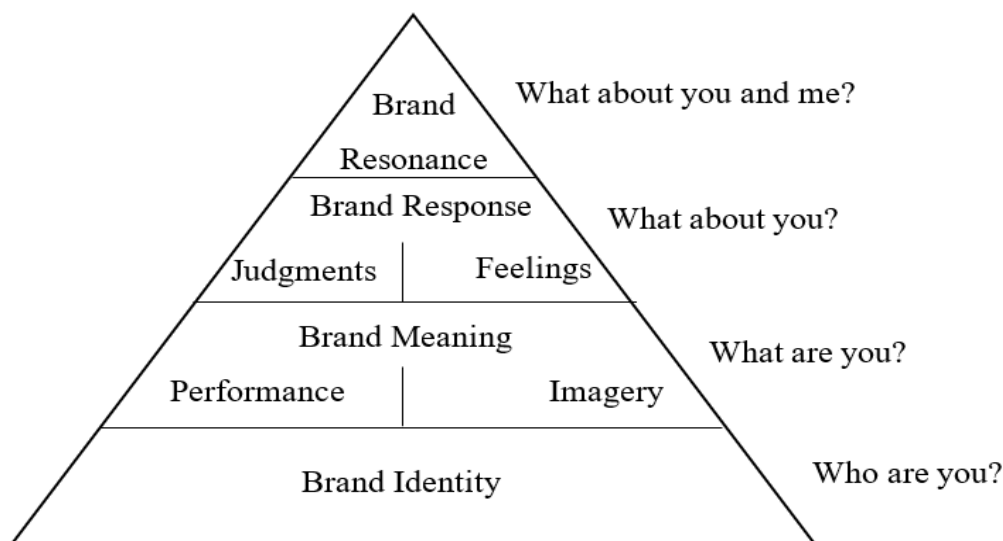 Brand
What about you and me?
Resonance
Brand Response
What about you?
Judgments
Feelings
Brand Meaning
What are you?
Performance
Imagery
Brand Identity
Who are you?